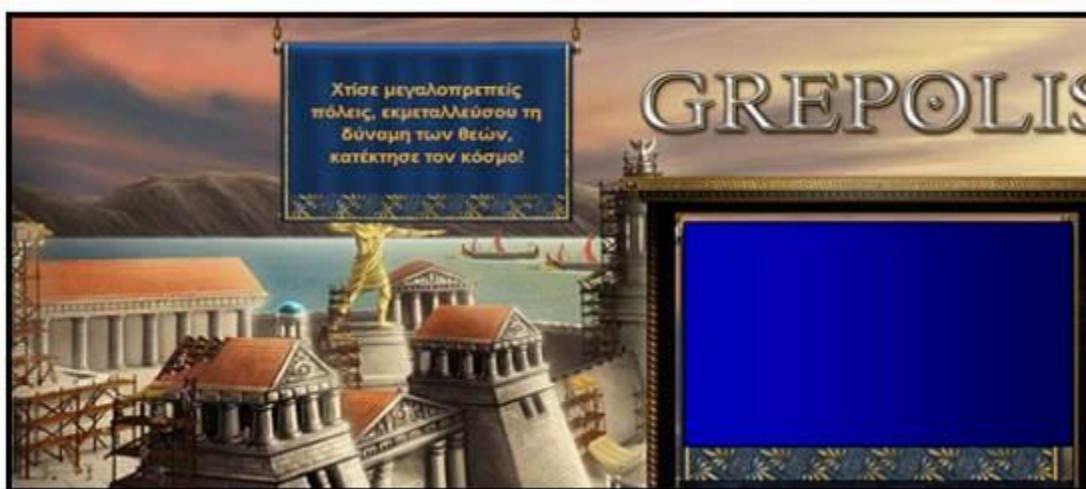 Χτίσε μεγαλοπρεπείς
πόλεις, εκμεταλλεύσου τη
δύναμη των θεών,
κατέκτησε τον κόσμο!
GREPOLIS